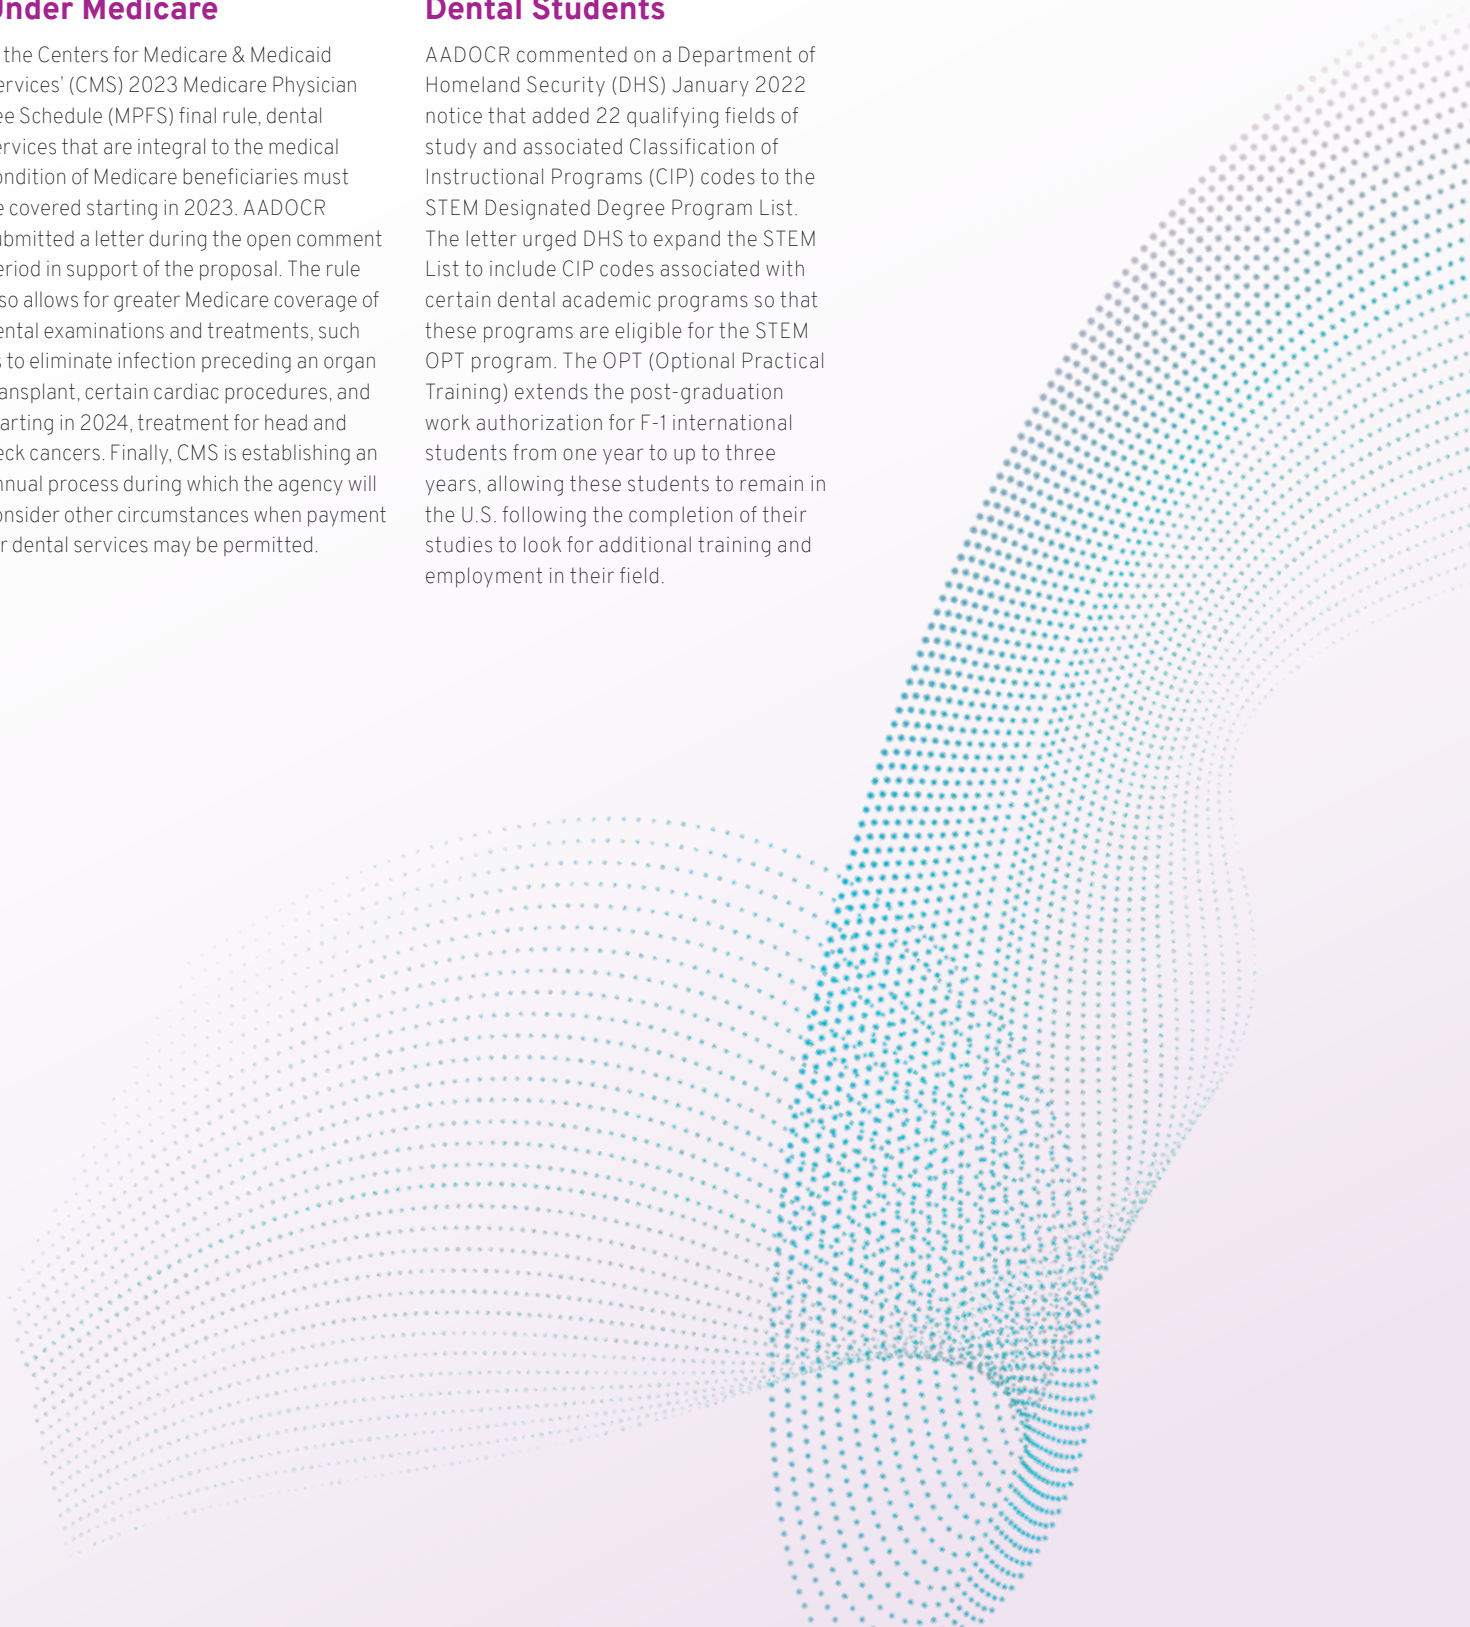 Under Medicare
the Centers for Medicare & Medicaid
ervices' (CMS) 2023 Medicare Physician
ee Schedule (MPFS) final rule, dental
ervices that are integral to the medical
ondition of Medicare beneficiaries must
e covered starting in 2023. AADOCR
ubmitted a letter during the open comment
eriod in support of the proposal. The rule
so allows for greater Medicare coverage of
ental examinations and treatments, such
s to eliminate infection preceding an organ
ansplant, certain cardiac procedures, and
arting in 2024, treatment for head and
eck cancers. Finally, CMS is establishing an
nnual process during which the agency will
onsider other circumstances when payment
r dental services may be permitted.
Dental Students
AADOCR commented on a Department of
Homeland Security (DHS) January 2022
notice that added 22 qualifying fields of
study and associated Classification of
Instructional Programs (CIP) codes to the
STEM Designated Degree Program List.
The letter urged DHS to expand the STEM
List to include CIP codes associated with
certain dental academic programs so that
these programs are eligible for the STEM
OPT program. The OPT (Optional Practical
Training) extends the post-graduation
work authorization for F-1 international
students from one year to up to three
years, allowing these students to remain in
the U.S. following the completion of their
studies to look for additional training and
employment in their field.